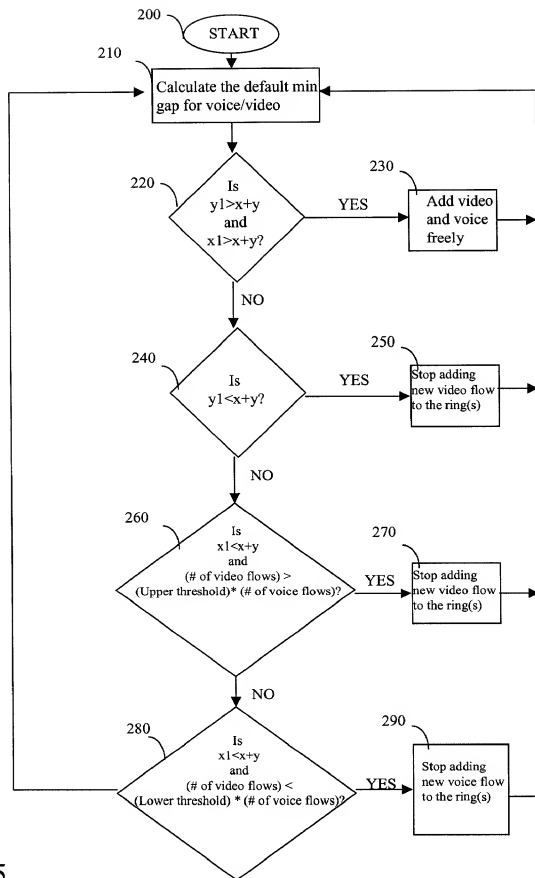 200
START
210
Calculate the default min
gap for voice/video
220
Is
y1>x+y
and
x1>x+y?
YES
230
Add video
and voice
freely
NO
240
Is
y1<x+y?
YES
250
Stop adding
new video flow
to the ring(s)
NO
260
Is
x1<x+y
and
(# of video flows) >
(Upper threshold)* (# of voice flows)?
YES
270
Stop adding
new video flow
to the ring(s)
NO
280
Is
x1<x+y
and
(# of video flows) <
(Lower threshold) * (# of voice flows)?
YES
290
Stop adding
new voice flow
to the ring(s)
5